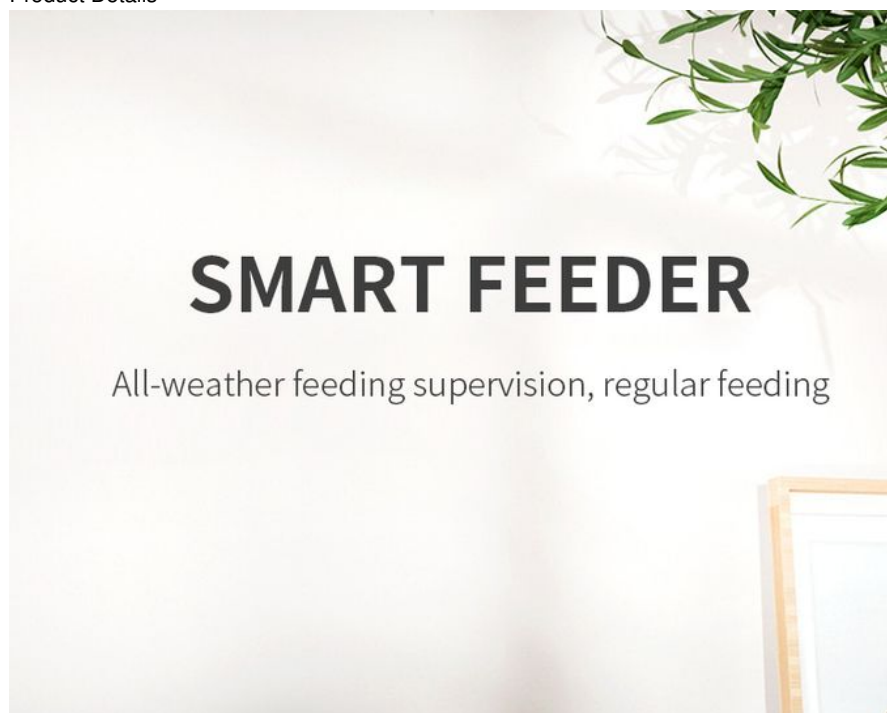 Product Details
SMART FEEDER
All-weather feeding supervision, regular feeding